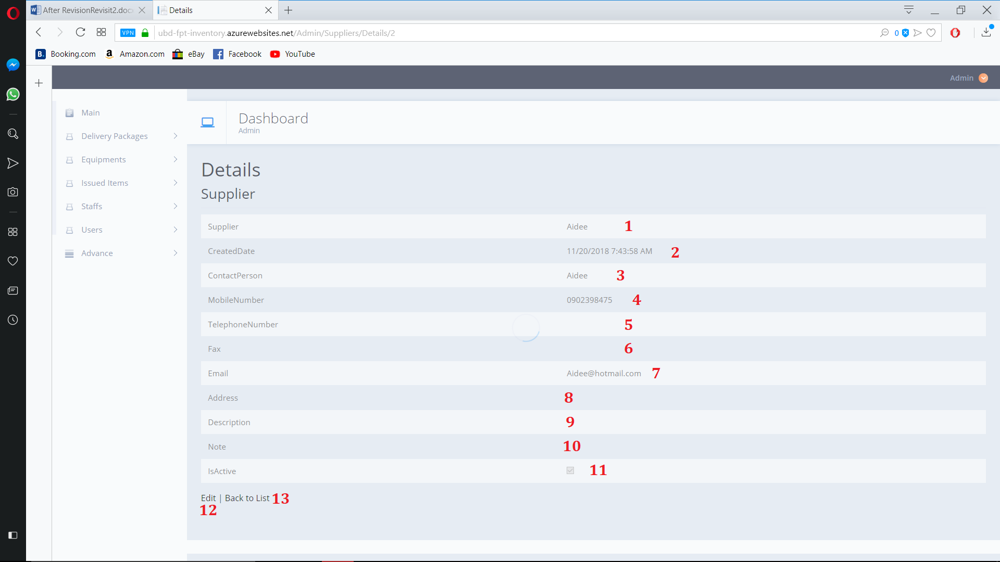 After RevisionRevisit2.docx
Details
VPN
ubd-fpt-inventory.azurewebsites.net/Admin/Suppliers/Details/2
0
B. Booking.com
a Amazon.com
eBay
Facebook
YouTube
Admin
Main
Delivery Packages
Equipments
Issued Items
Staffs
Users
Advance
Dashboard
Admin
Details
Supplier
Supplier Aidee 1
CreatedDate 11/20/2018 7:43:58 AM 2
ContactPerson Aidee 3
MobileNumber 0902398475 4
TelephoneNumber 5
Fax 6
Email Aidee@hotmail.com 7
Address 8
Description 9
Note 10
IsActive 11
Edit | Back to List 13
12